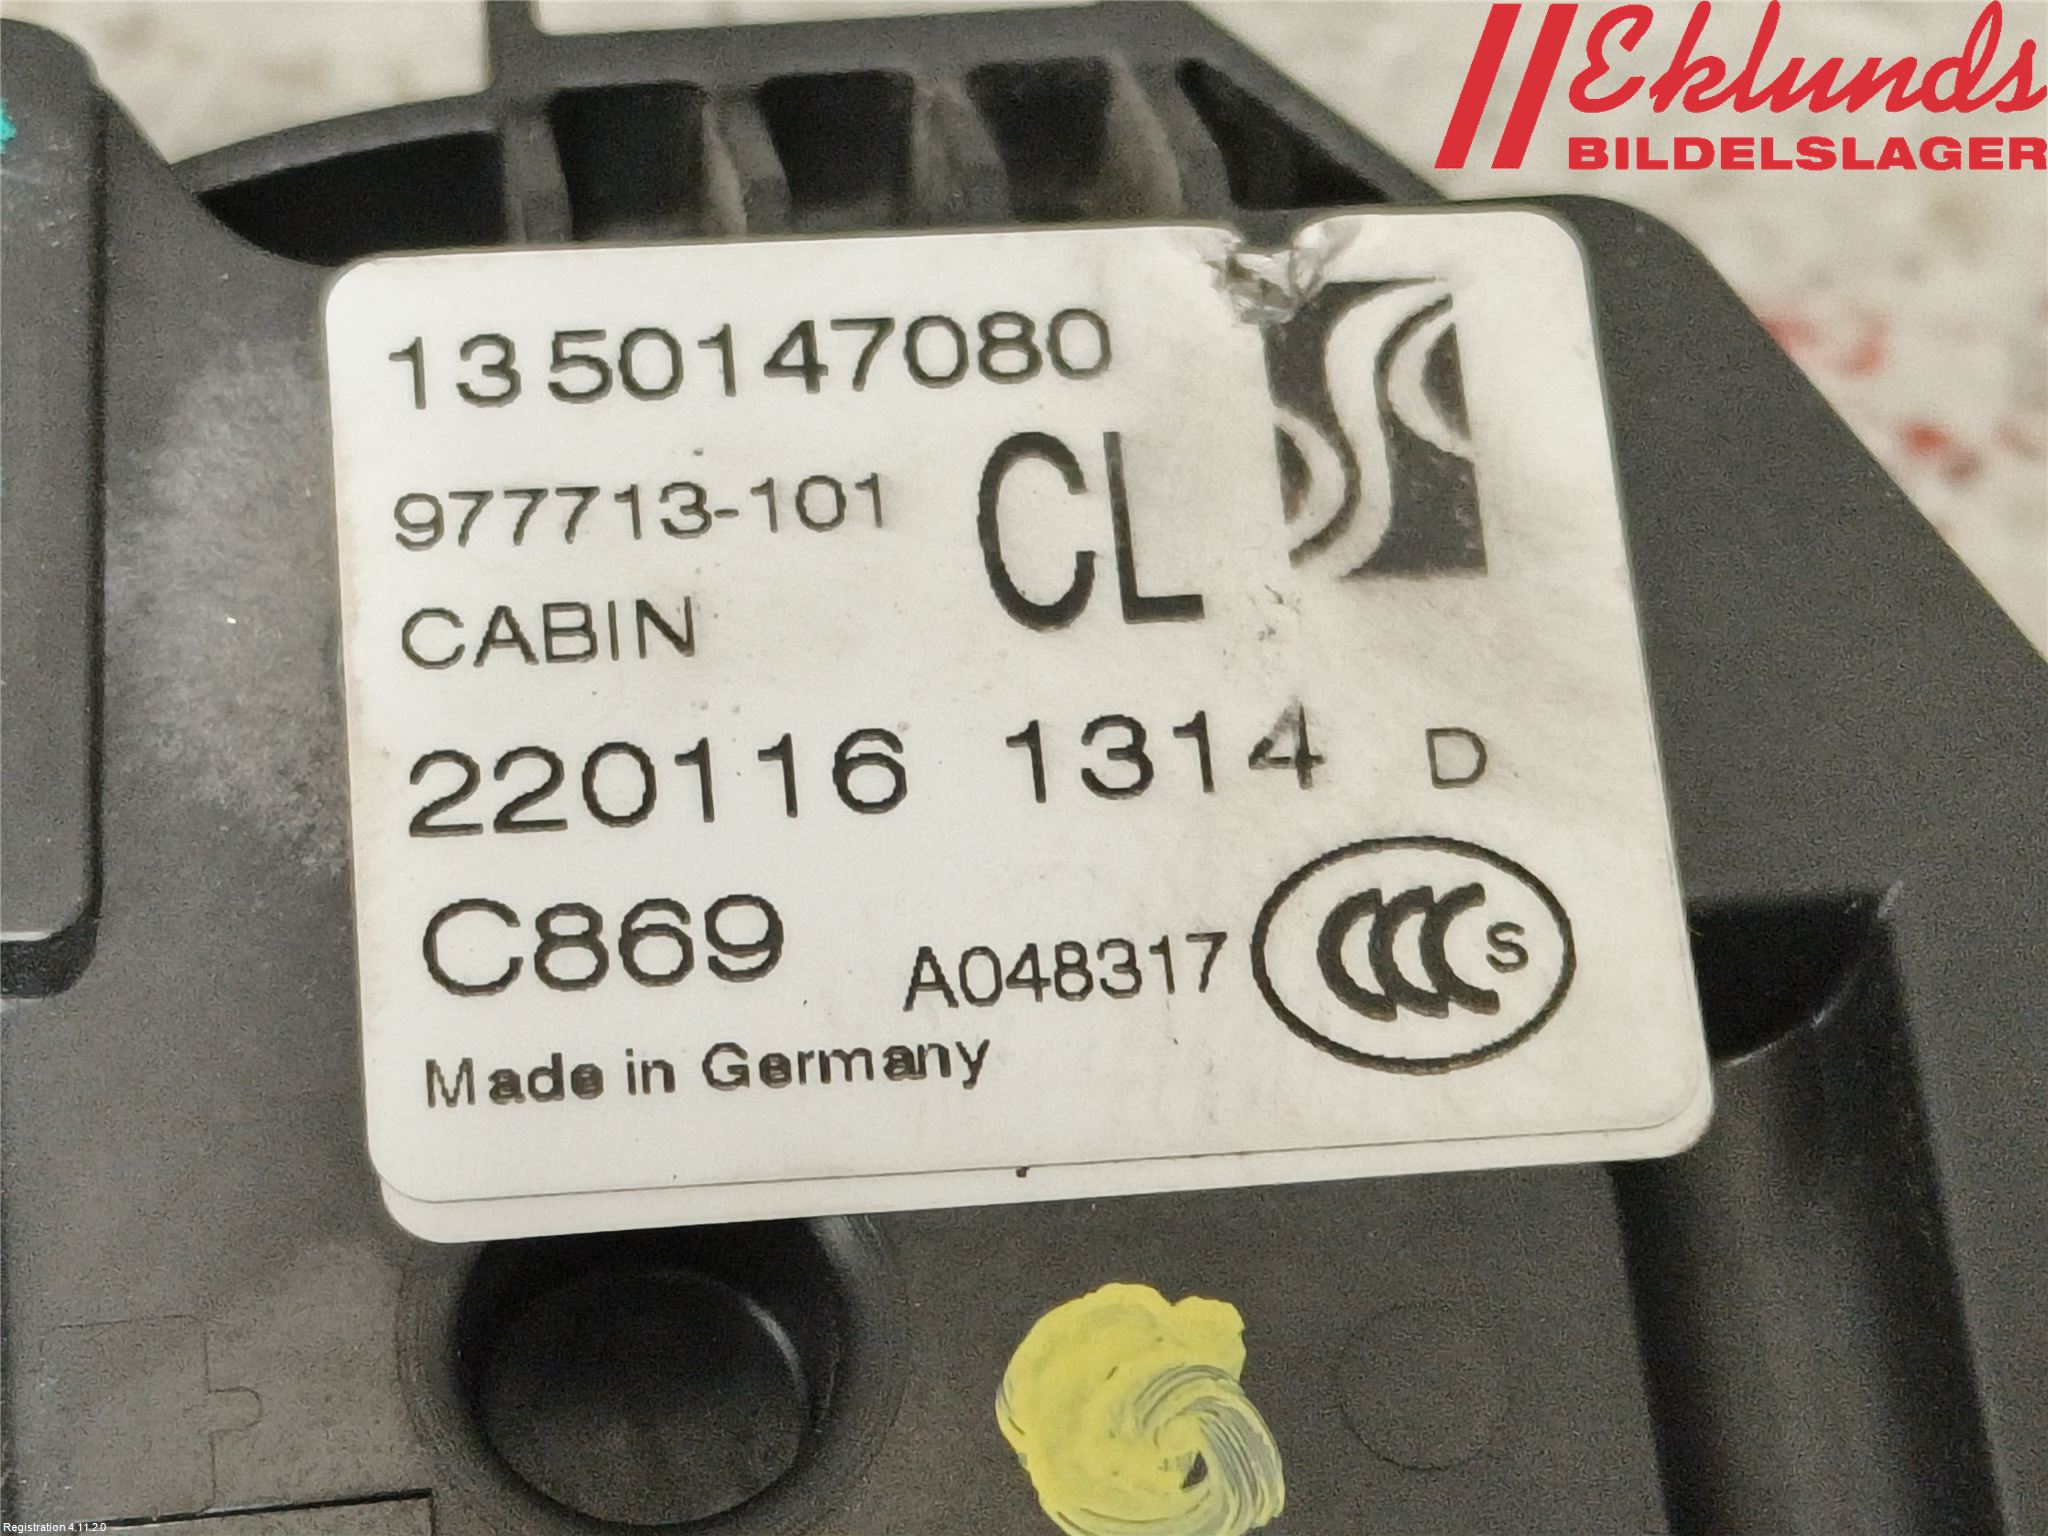 Eklunds
BILDELSLAGER
1350147080
977713-101
CL
CABIN
220116 1314 D
C869 A048317 CCC S
Made in Germany
Registration 4.11.2.0